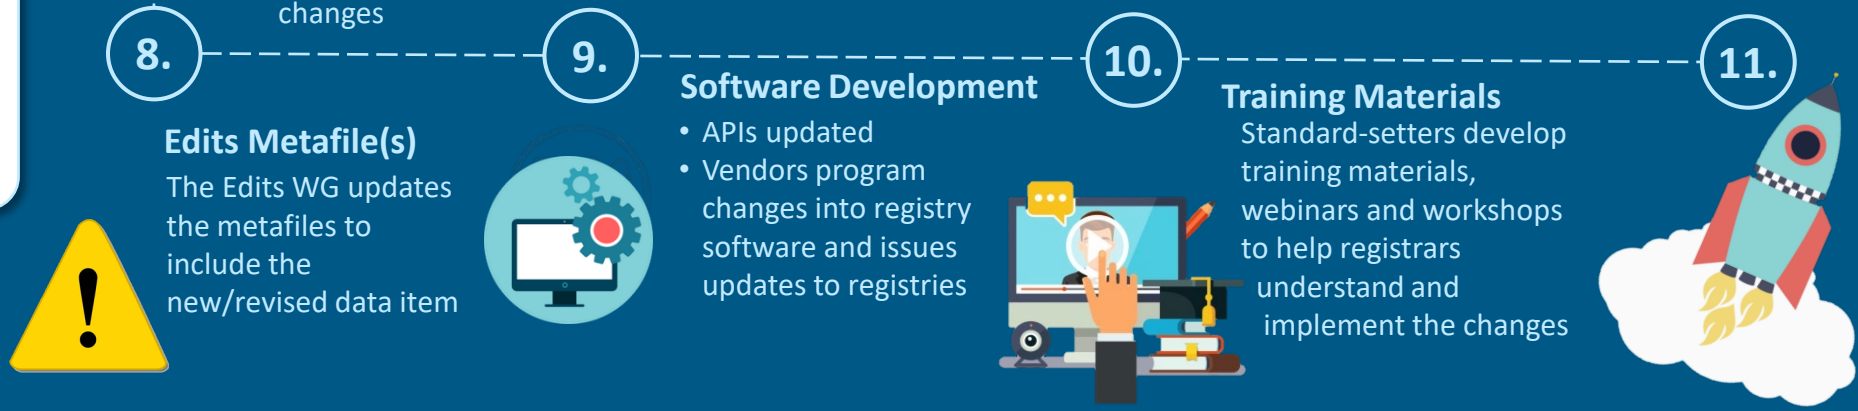 changes
8.
9.
10.
11.
Edits Metafile(s)
The Edits WG updates
the metafiles to
include the
new/revised data item
Software Development
• APIs updated
• Vendors program
changes into registry
software and issues
updates to registries
Training Materials
Standard-setters develop
training materials,
webinars and workshops
to help registrars
understand and
implement the changes